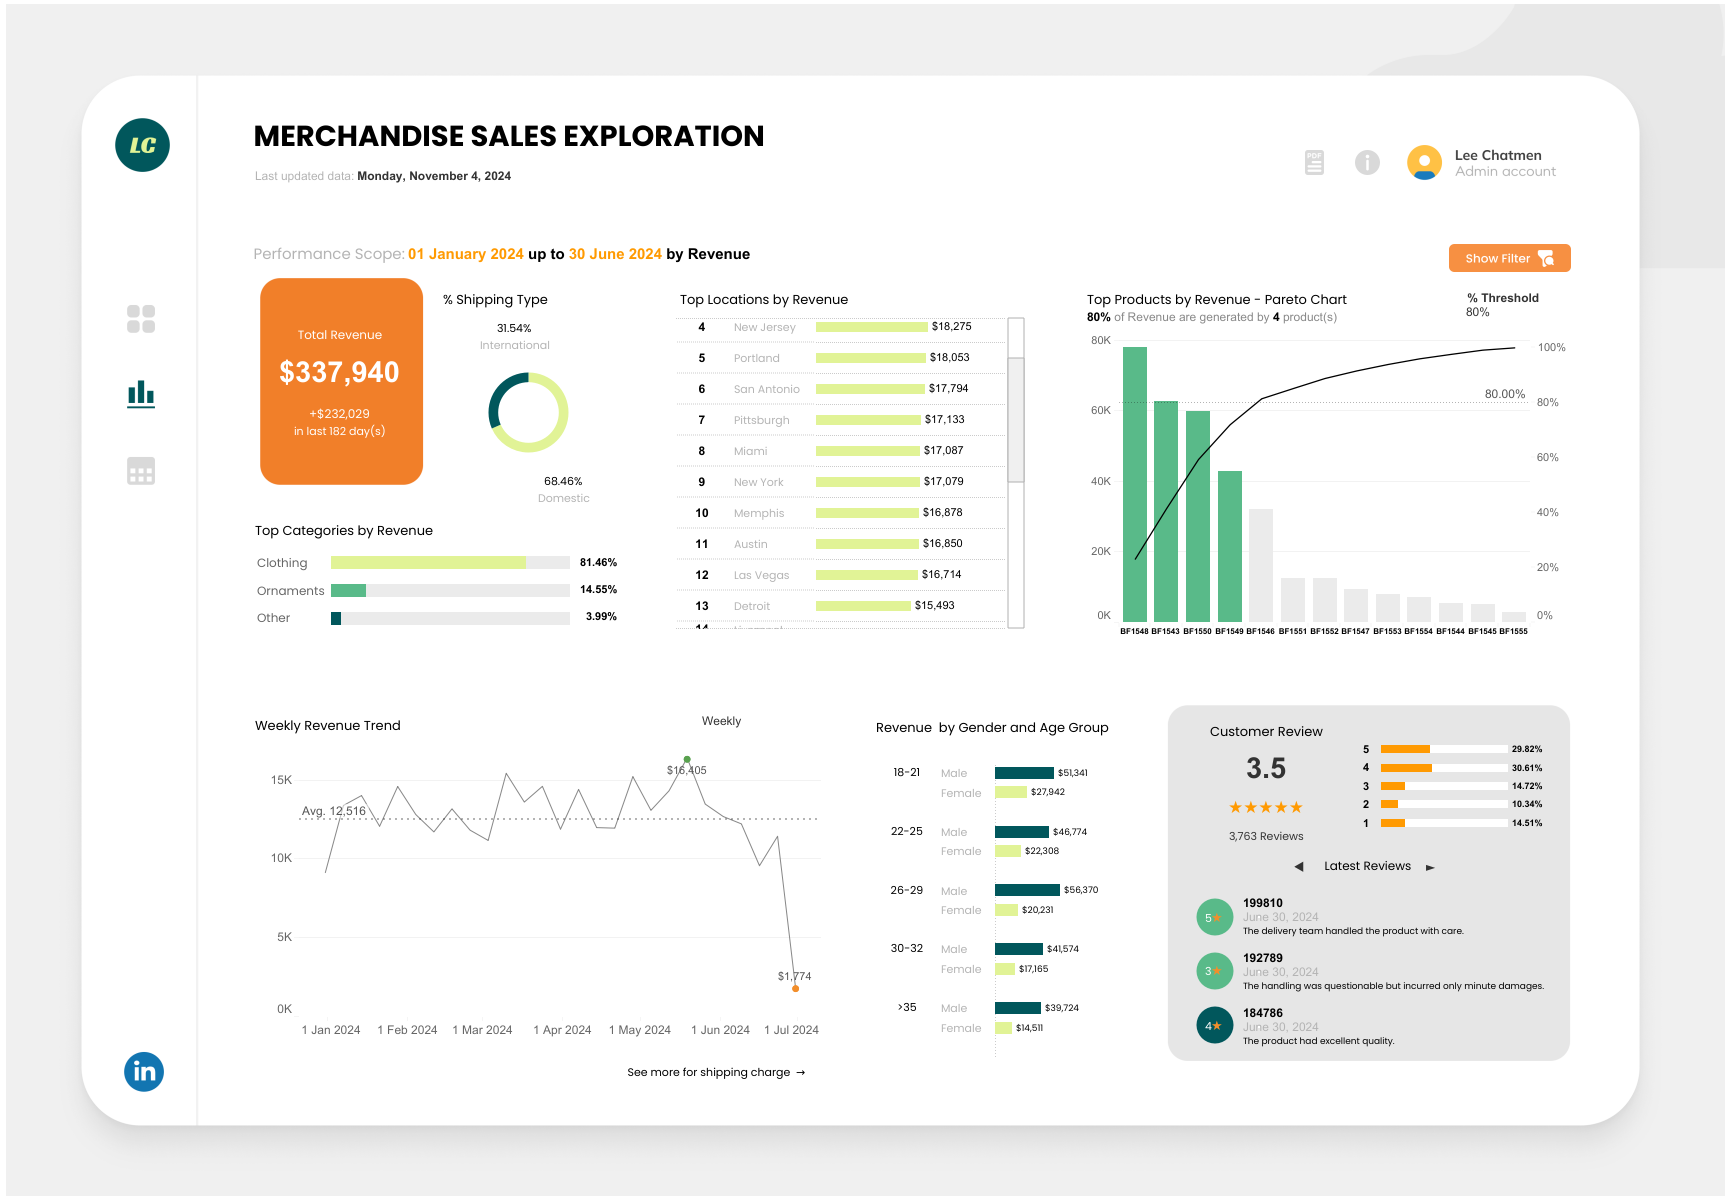 LC
MERCHANDISE SALES EXPLORATION
Last updated data: Monday, November 4, 2024
PDF
Lee Chatmen
Admin account
Performance Scope: 01 January 2024 up to 30 June 2024 by Revenue
Show Filter
Total Revenue
$337,940
+$232,029
in last 182 day(s)
% Shipping Type
31.54%
International
68.46%
Domestic
Top Categories by Revenue
Clothing 81.46%
Ornaments 14.55%
Other 3.99%
Top Locations by Revenue
4 New Jersey $18,275
5 Portland $18,053
6 San Antonio $17,794
7 Pittsburgh $17,133
8 Miami $17,087
9 New York $17,079
10 Memphis $16,878
11 Austin $16,850
12 Las Vegas $16,714
13 Detroit $15,493
14
Top Products by Revenue - Pareto Chart
80% of Revenue are generated by 4 product(s)
% Threshold
80%
80K 100%
80.00%
60K 80%
60%
40K 40%
20K 20%
0K 0%
BF1548 BF1543 BF1550 BF1549 BF1546 BF1551 BF1552 BF1547 BF1553 BF1554 BF1544 BF1545 BF1555
Weekly Revenue Trend
Weekly
$16,405
15K
Avg. 12,516
10K
5K
$1,774
0K
1 Jan 2024 1 Feb 2024 1 Mar 2024 1 Apr 2024 1 May 2024 1 Jun 2024 1 Jul 2024
See more for shipping charge →
Revenue by Gender and Age Group
18-21 Male $51,341
Female $27,942
22-25 Male $46,774
Female $22,308
26-29 Male $56,370
Female $20,231
30-32 Male $41,574
Female $17,165
>35 Male $39,724
Female $14,511
Customer Review
3.5
★★★★★
3,763 Reviews
5 29.82%
4 30.61%
3 14.72%
2 10.34%
1 14.51%
◄ Latest Reviews ►
5★
199810
June 30, 2024
The delivery team handled the product with care.
3★
192789
June 30, 2024
The handling was questionable but incurred only minute damages.
4★
184786
June 30, 2024
The product had excellent quality.
in